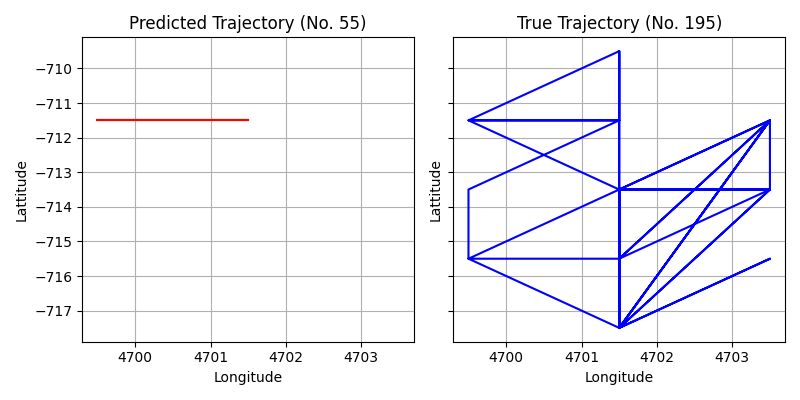 Predicted Trajectory (No. 55)
True Trajectory (No. 195)
−710
−711
−712
−713
−714
−715
−716
−717
Lattitude
Lattitude
4700 4701 4702 4703
4700 4701 4702 4703
Longitude
Longitude